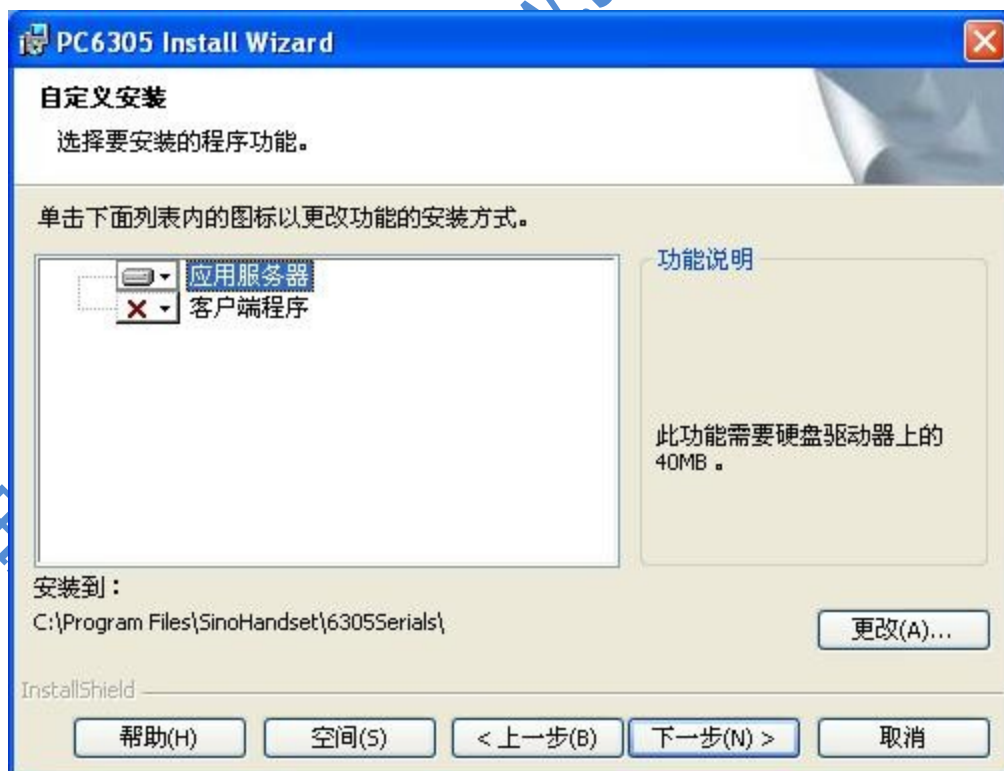 PC6305 Install Wizard
自定义安装
选择要安装的程序功能。
单击下面列表内的图标以更改功能的安装方式。
应用服务器
客户端程序
功能说明
此功能需要硬盘驱动器上的
40MB。
安装到：
C:\Program Files\SinoHandset\6305Serials\
更改(A)...
InstallShield
帮助(H)
空间(S)
< 上一步(B)
下一步(N) >
取消